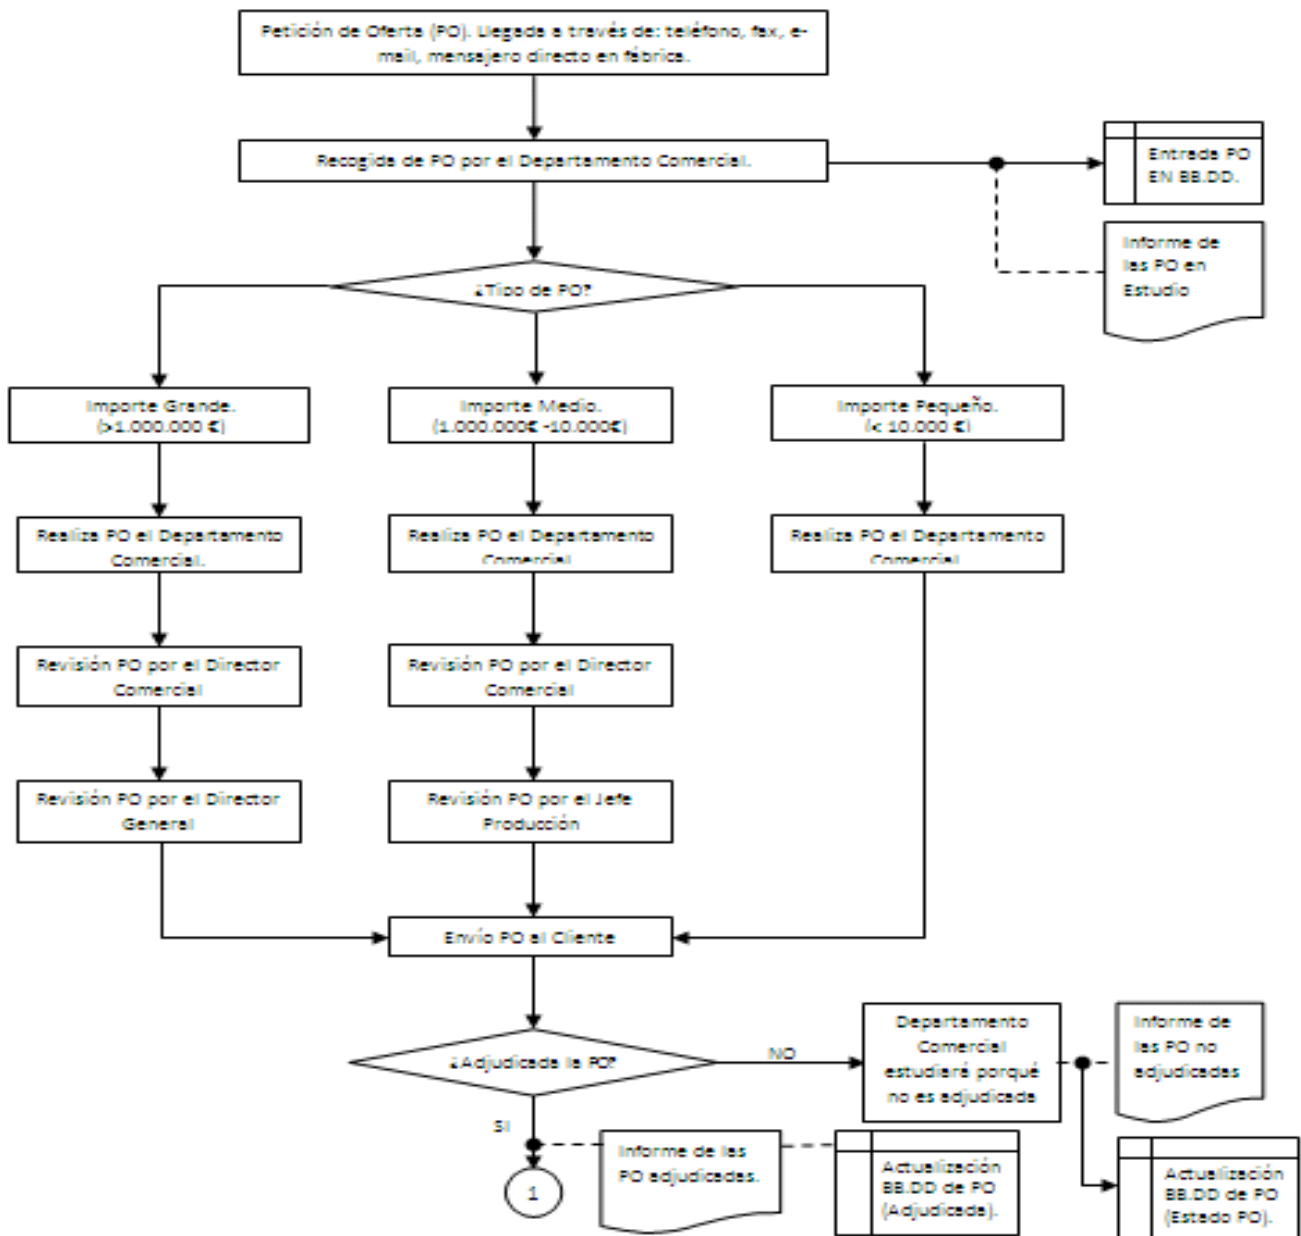 Petición de Oferta (PO). Llegada a través de: teléfono, fax, e-
mail, mensajero directo en fábrica.
Recogida de PO por el Departamento Comercial.
Entrada PO
EN BB.DD.
Informe de
las PO en
Estudio
¿Tipo de PO?
Importe Grande.
(>1.000.000 €)
Importe Medio.
(1.000.000€ -10.000€)
Importe Pequeño.
(< 10.000 €)
Realiza PO el Departamento
Comercial.
Realiza PO el Departamento
Comercial
Realiza PO el Departamento
Comercial
Revisión PO por el Director
Comercial
Revisión PO por el Director
Comercial
Revisión PO por el Director
General
Revisión PO por el Jefe
Producción
Envío PO al Cliente
¿Adjudicada la PO?
NO
Departamento
Comercial
estudiará porqué
no es adjudicada
Informe de
las PO no
adjudicadas
SI
1
Informe de las
PO adjudicadas.
Actualización
BB.DD de PO
(Adjudicada).
Actualización
BB.DD de PO
(Estado PO).